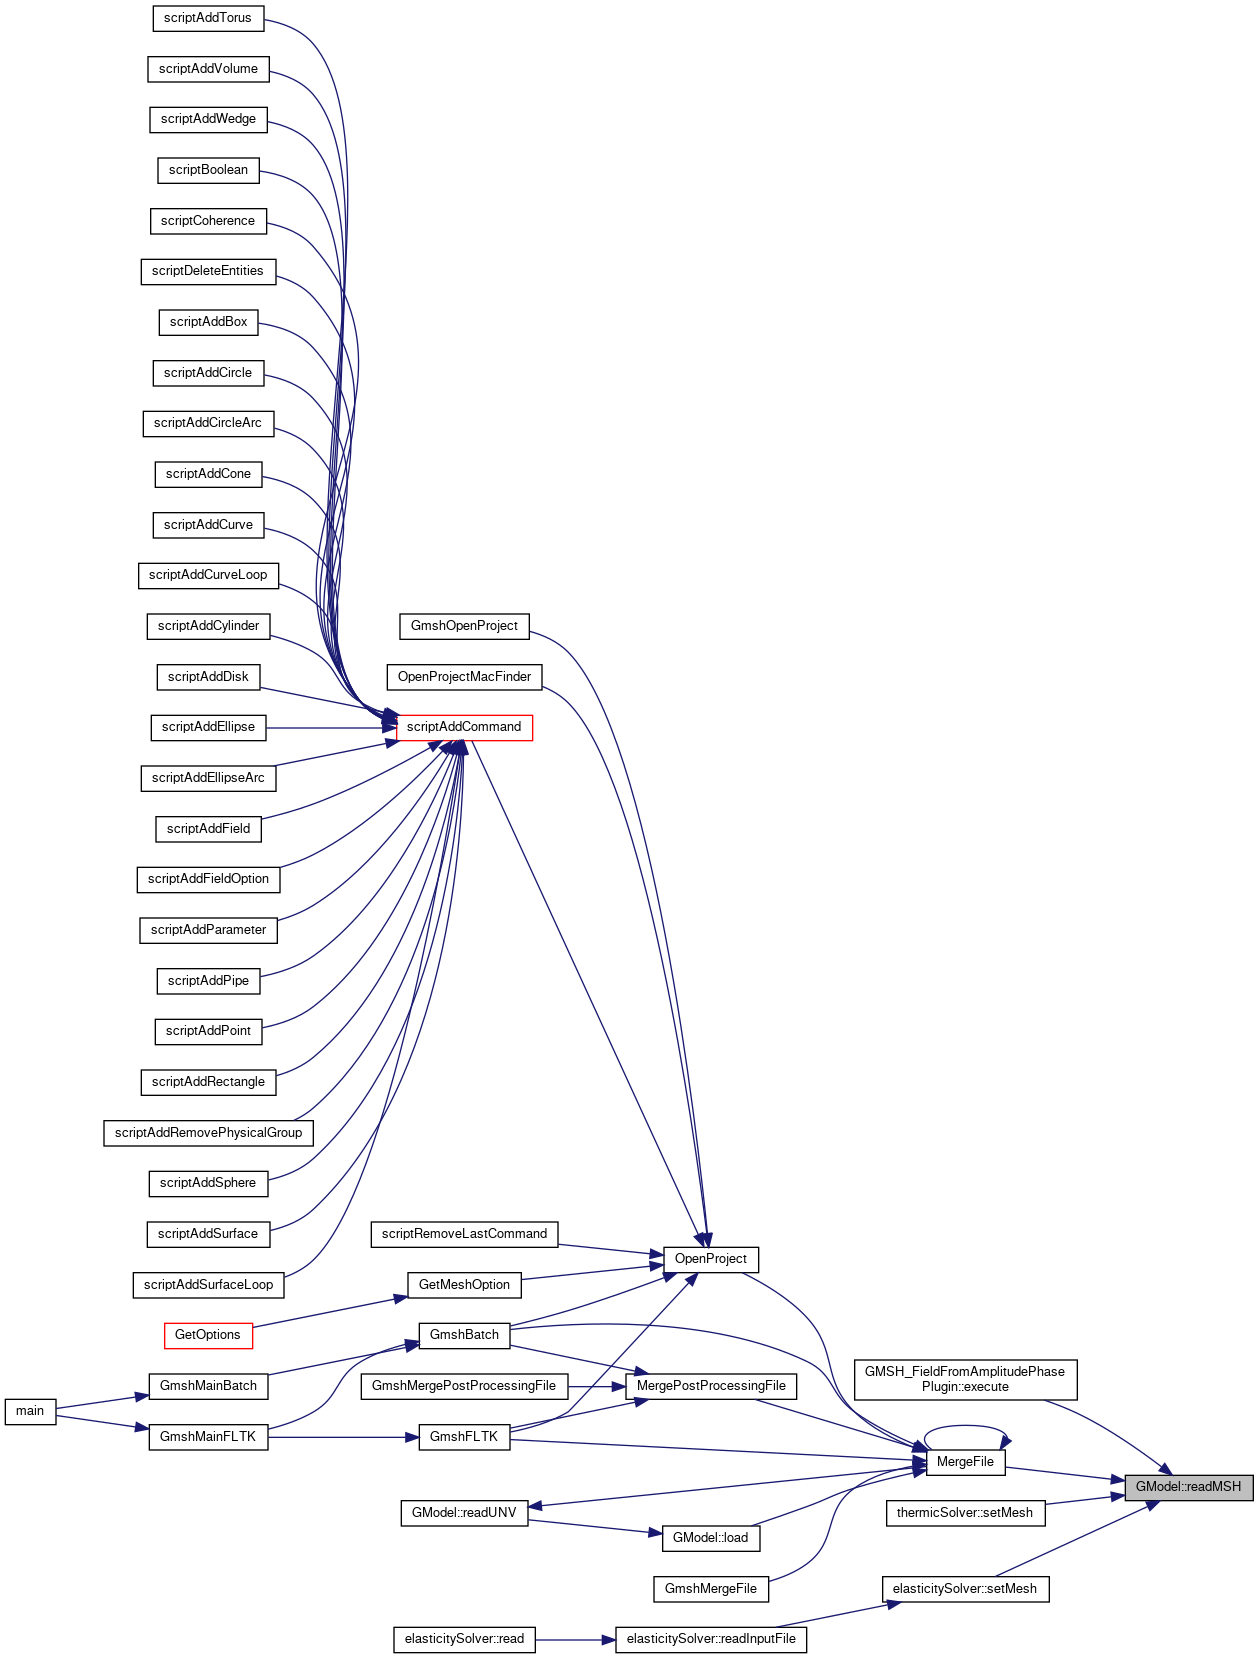 scriptAddTorus
scriptAddVolume
scriptAddWedge
scriptBoolean
scriptCoherence
scriptDeleteEntities
scriptAddBox
scriptAddCircle
scriptAddCircleArc
scriptAddCone
scriptAddCurve
scriptAddCurveLoop
scriptAddCylinder
GmshOpenProject
scriptAddDisk
OpenProjectMacFinder
scriptAddEllipse
scriptAddCommand
scriptAddEllipseArc
scriptAddField
scriptAddFieldOption
scriptAddParameter
scriptAddPipe
scriptAddPoint
scriptAddRectangle
scriptAddRemovePhysicalGroup
scriptAddSphere
scriptAddSurface
scriptRemoveLastCommand
OpenProject
scriptAddSurfaceLoop
GetMeshOption
GetOptions
GmshBatch
GMSH_FieldFromAmplitudePhase
Plugin::execute
GmshMainBatch
GmshMergePostProcessingFile
MergePostProcessingFile
main
GmshMainFLTK
GmshFLTK
MergeFile
GModel::readMSH
GModel::readUNV
thermicSolver::setMesh
GModel::load
GmshMergeFile
elasticitySolver::setMesh
elasticitySolver::read
elasticitySolver::readInputFile